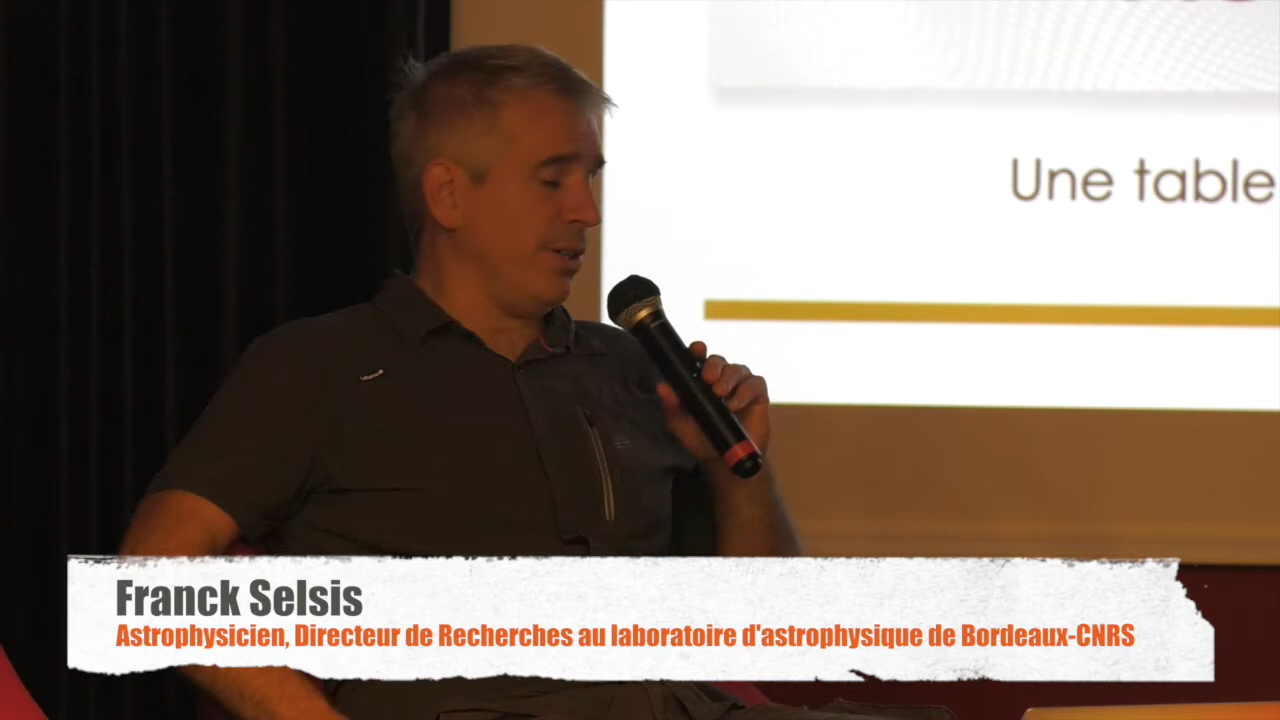 Une table
Franck Selsis
Astrophysicien, Directeur de Recherches au laboratoire d'astrophysique de Bordeaux-CNRS